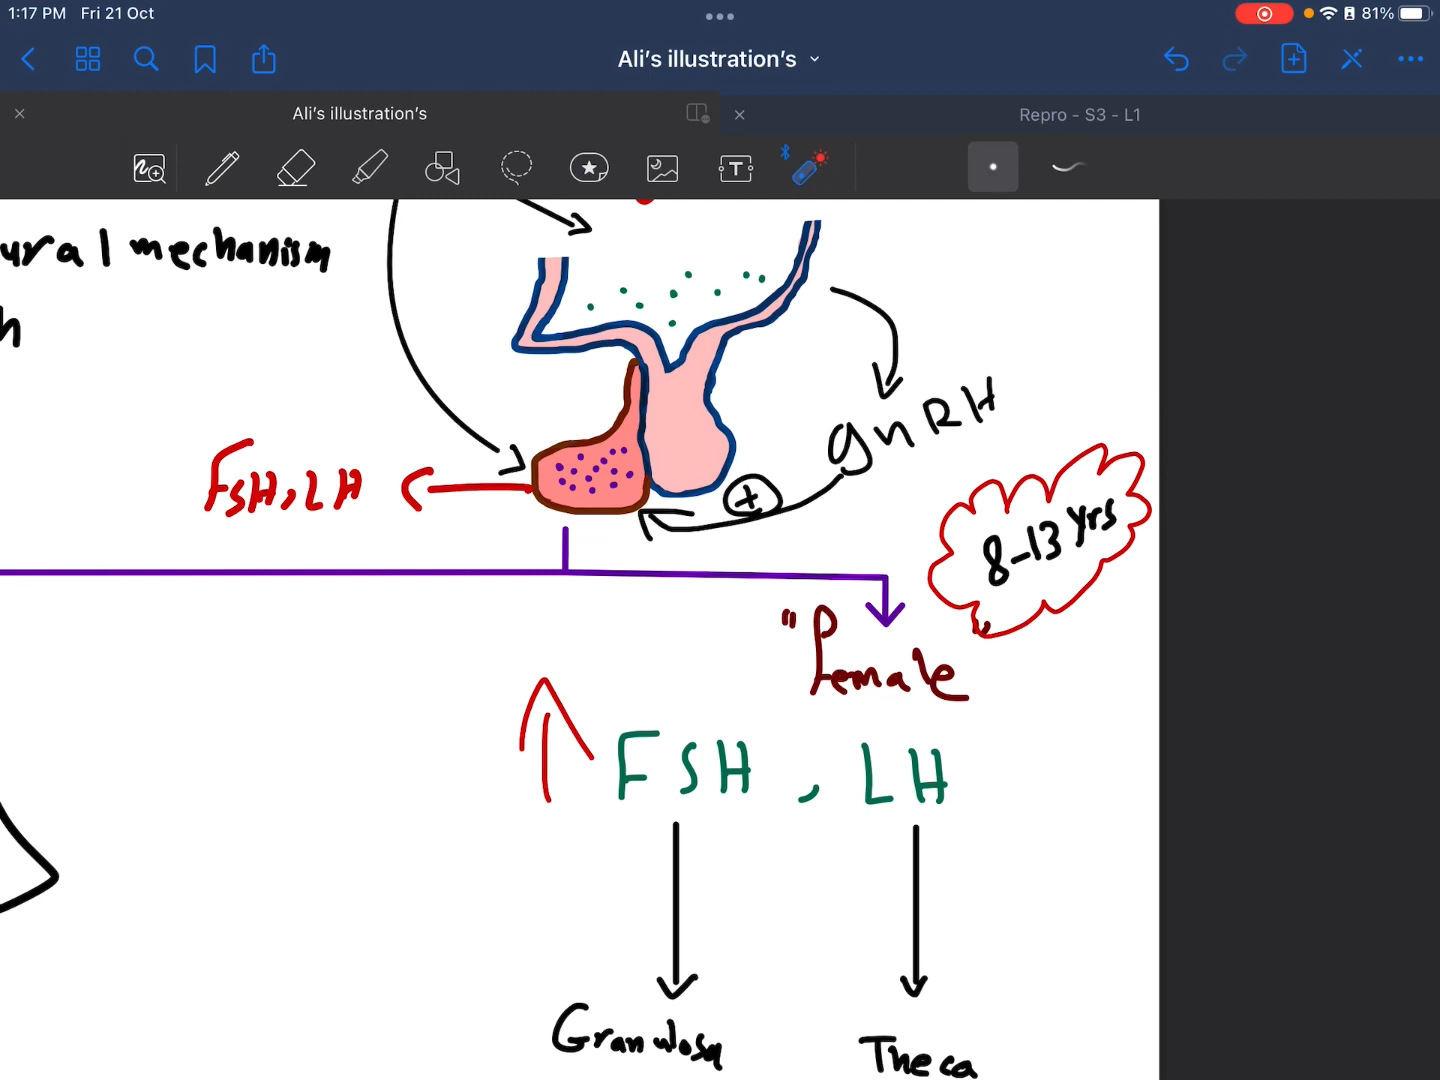 1:17 PM Fri 21 Oct
81%
Ali's illustration's
Ali's illustration's
Repro - S3 - L1
T
ural mechanism
h
gnRH
FSH, LH
+
8-13 yrs
"Female
↑ FSH, LH
Granulosa
Theca